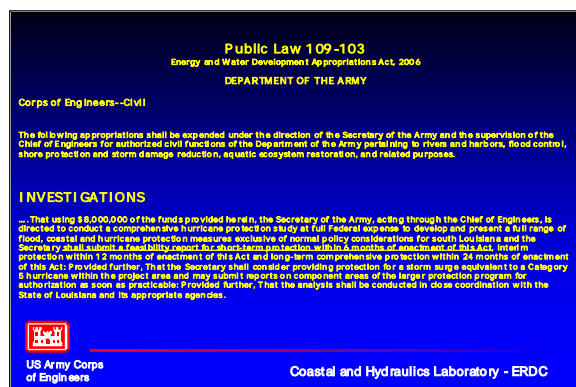 Public Law 109-103
Energy and Water Development Appropriations Act, 2006
DEPARTMENT OF THE ARMY
Corps of Engineers--Civil
The following appropriations shall be expended under the direction of the Secretary of the Army and the supervision of the
Chief of Engineers for authorized civil functions of the Department of the Army pertaining to rivers and harbors, flood control,
shore protection and storm damage reduction, aquatic ecosystem restoration, and related purposes.
INVESTIGATIONS
....That using $8,000,000 of the funds provided herein, the Secretary of the Army, acting through the Chief of Engineers, is
directed to conduct a comprehensive hurricane protection study at full Federal expense to develop and present a full range of
flood, coastal and hurricane protection measures exclusive of normal policy considerations for south Louisiana and the
Secretary shall submit a feasibility report for short-term protection within 6 months of enactment of this Act, interim
protection within 12 months of enactment of this Act and long-term comprehensive protection within 24 months of enactment
of this Act: Provided further, That the Secretary shall consider providing protection for a storm surge equivalent to a Category
5 hurricane within the project area and may submit reports on component areas of the larger protection program for
authorization as soon as practicable: Provided further, That the analysis shall be conducted in close coordination with the
State of Louisiana and its appropriate agencies.
US Army Corps
of Engineers
Coastal and Hydraulics Laboratory - ERDC